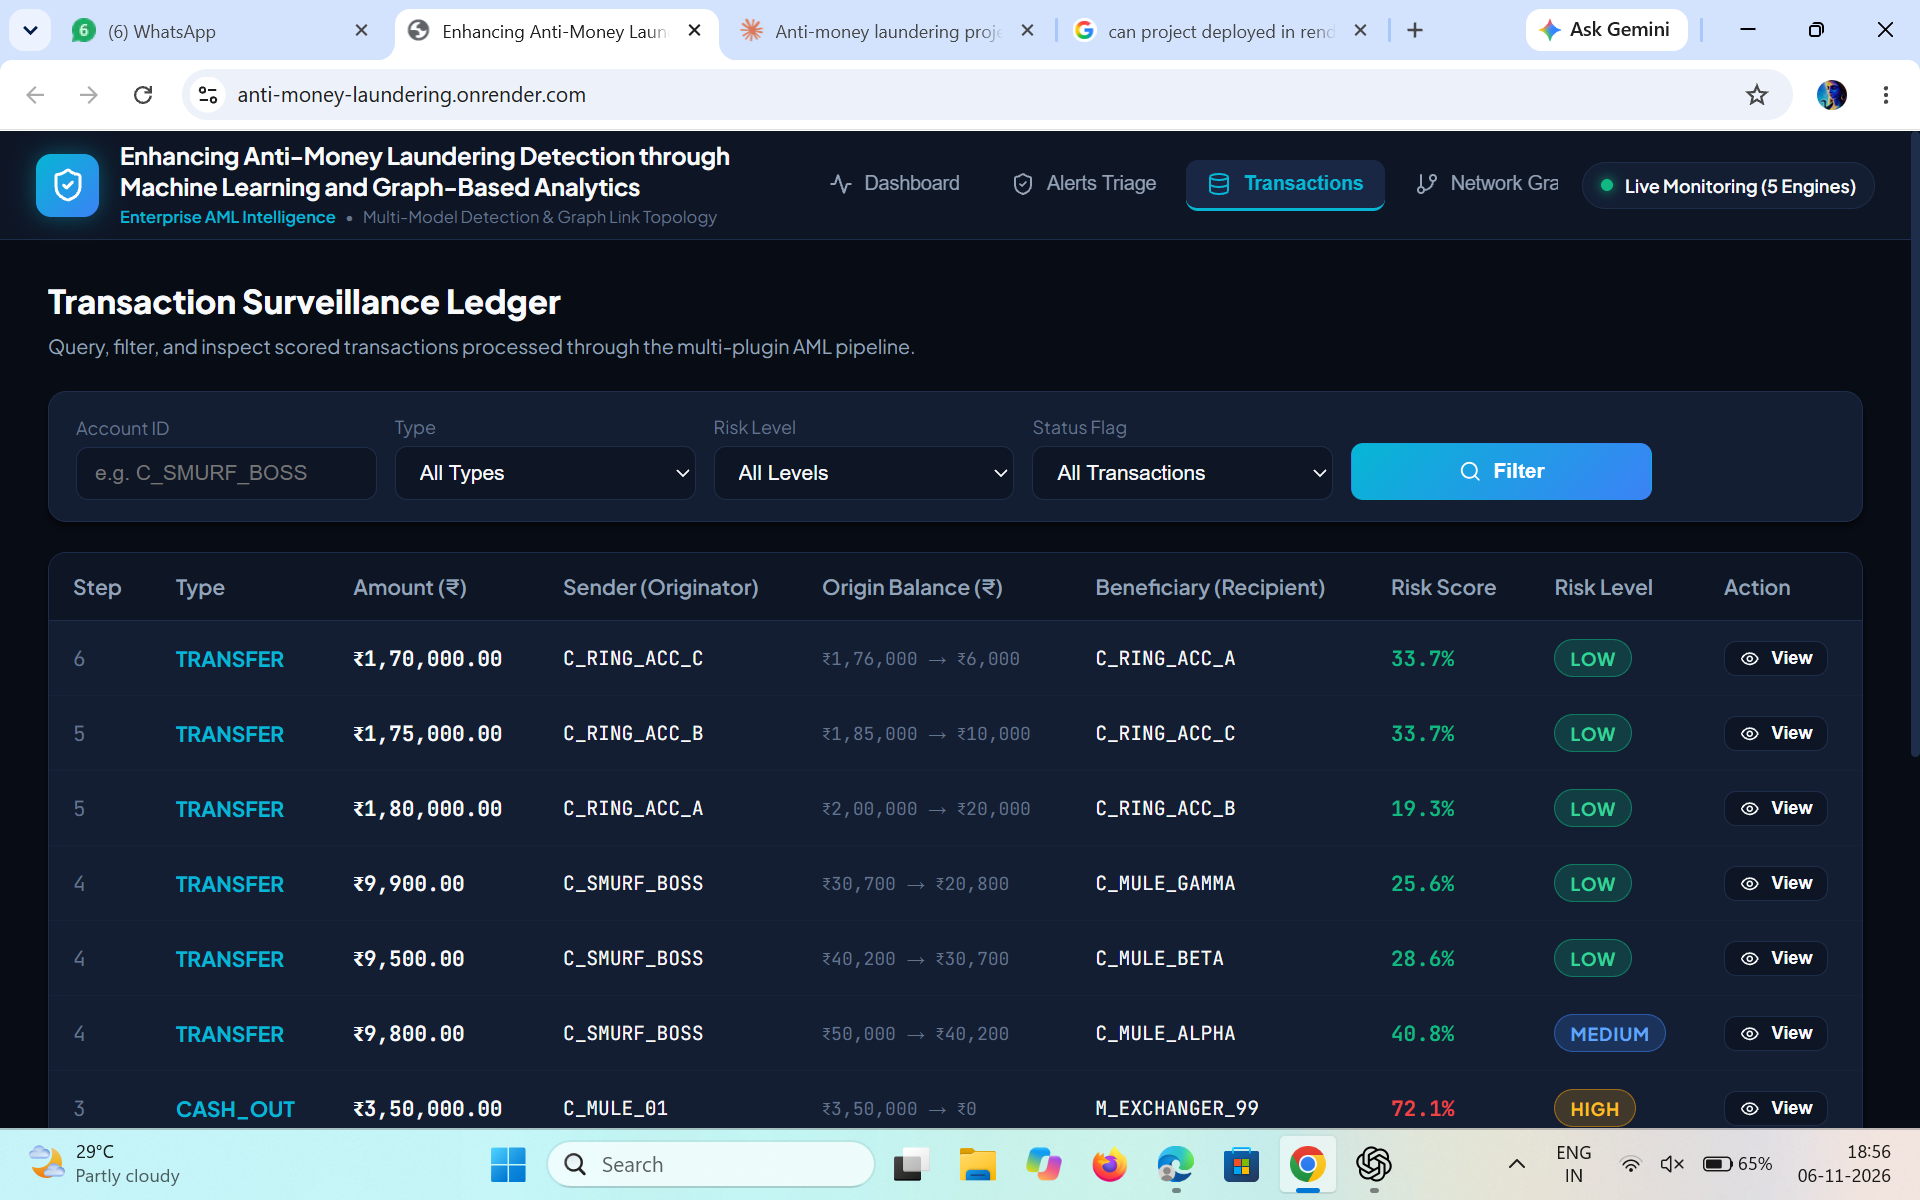 (6) WhatsApp
Enhancing Anti-Money Laun
Anti-money laundering proje
can project deployed in rend
Ask Gemini
anti-money-laundering.onrender.com
Enhancing Anti-Money Laundering Detection through
Machine Learning and Graph-Based Analytics
Enterprise AML Intelligence • Multi-Model Detection & Graph Link Topology
Dashboard
Alerts Triage
Transactions
Network Gra
Live Monitoring (5 Engines)
Transaction Surveillance Ledger
Query, filter, and inspect scored transactions processed through the multi-plugin AML pipeline.
Account ID Type Risk Level Status Flag
e.g. C_SMURF_BOSS All Types All Levels All Transactions Filter
Step Type Amount (₹) Sender (Originator) Origin Balance (₹) Beneficiary (Recipient) Risk Score Risk Level Action
6 TRANSFER ₹1,70,000.00 C_RING_ACC_C ₹1,76,000 → ₹6,000 C_RING_ACC_A 33.7% LOW View
5 TRANSFER ₹1,75,000.00 C_RING_ACC_B ₹1,85,000 → ₹10,000 C_RING_ACC_C 33.7% LOW View
5 TRANSFER ₹1,80,000.00 C_RING_ACC_A ₹2,00,000 → ₹20,000 C_RING_ACC_B 19.3% LOW View
4 TRANSFER ₹9,900.00 C_SMURF_BOSS ₹30,700 → ₹20,800 C_MULE_GAMMA 25.6% LOW View
4 TRANSFER ₹9,500.00 C_SMURF_BOSS ₹40,200 → ₹30,700 C_MULE_BETA 28.6% LOW View
4 TRANSFER ₹9,800.00 C_SMURF_BOSS ₹50,000 → ₹40,200 C_MULE_ALPHA 40.8% MEDIUM View
3 CASH_OUT ₹3,50,000.00 C_MULE_01 ₹3,50,000 → ₹0 M_EXCHANGER_99 72.1% HIGH View
29°C
Partly cloudy
Search
ENG
IN
65%
18:56
06-11-2026